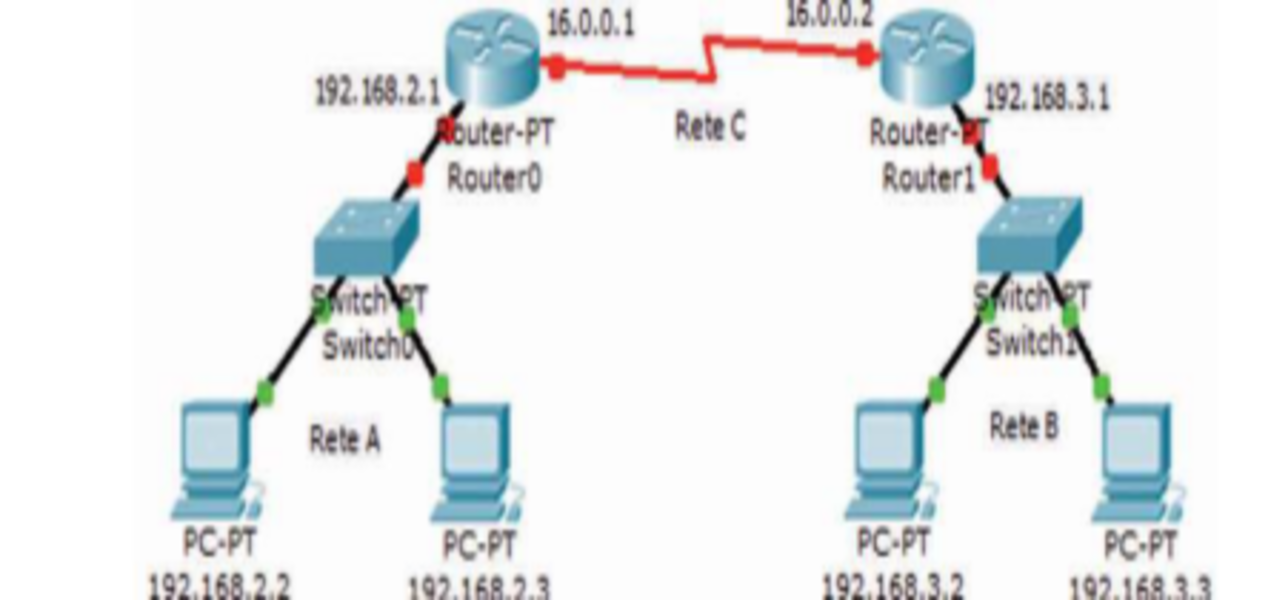 16.0.0.1
16.0.0.2
192.168.2.1
192.168.3.1
Rete C
Router-PT
Router0
Router-PT
Router1
Switch-PT
Switch0
Switch-PT
Switch1
Rete A
Rete B
PC-PT
192.168.2.2
PC-PT
192.168.2.3
PC-PT
192.168.3.2
PC-PT
192.168.3.3